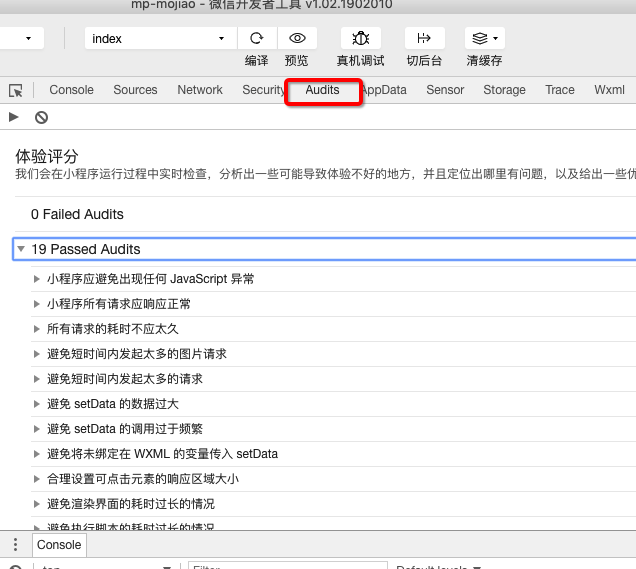 mp-mojiao - 微信开发者工具 v1.02.1902010
index
编译 预览 真机调试 切后台 清缓存
Console Sources Network Security Audits AppData Sensor Storage Trace Wxml
体验评分
我们会在小程序运行过程中实时检查，分析出一些可能导致体验不好的地方，并且定位出哪里有问题，以及给出一些优
0 Failed Audits
19 Passed Audits
小程序应避免出现任何 JavaScript 异常
小程序所有请求应响应正常
所有请求的耗时不应太久
避免短时间内发起太多的图片请求
避免短时间内发起太多的请求
避免 setData 的数据过大
避免 setData 的调用过于频繁
避免将未绑定在 WXML 的变量传入 setData
合理设置可点击元素的响应区域大小
避免渲染界面的耗时过长的情况
避免执行脚本的耗时过长的情况
Console
top Filter Default levels